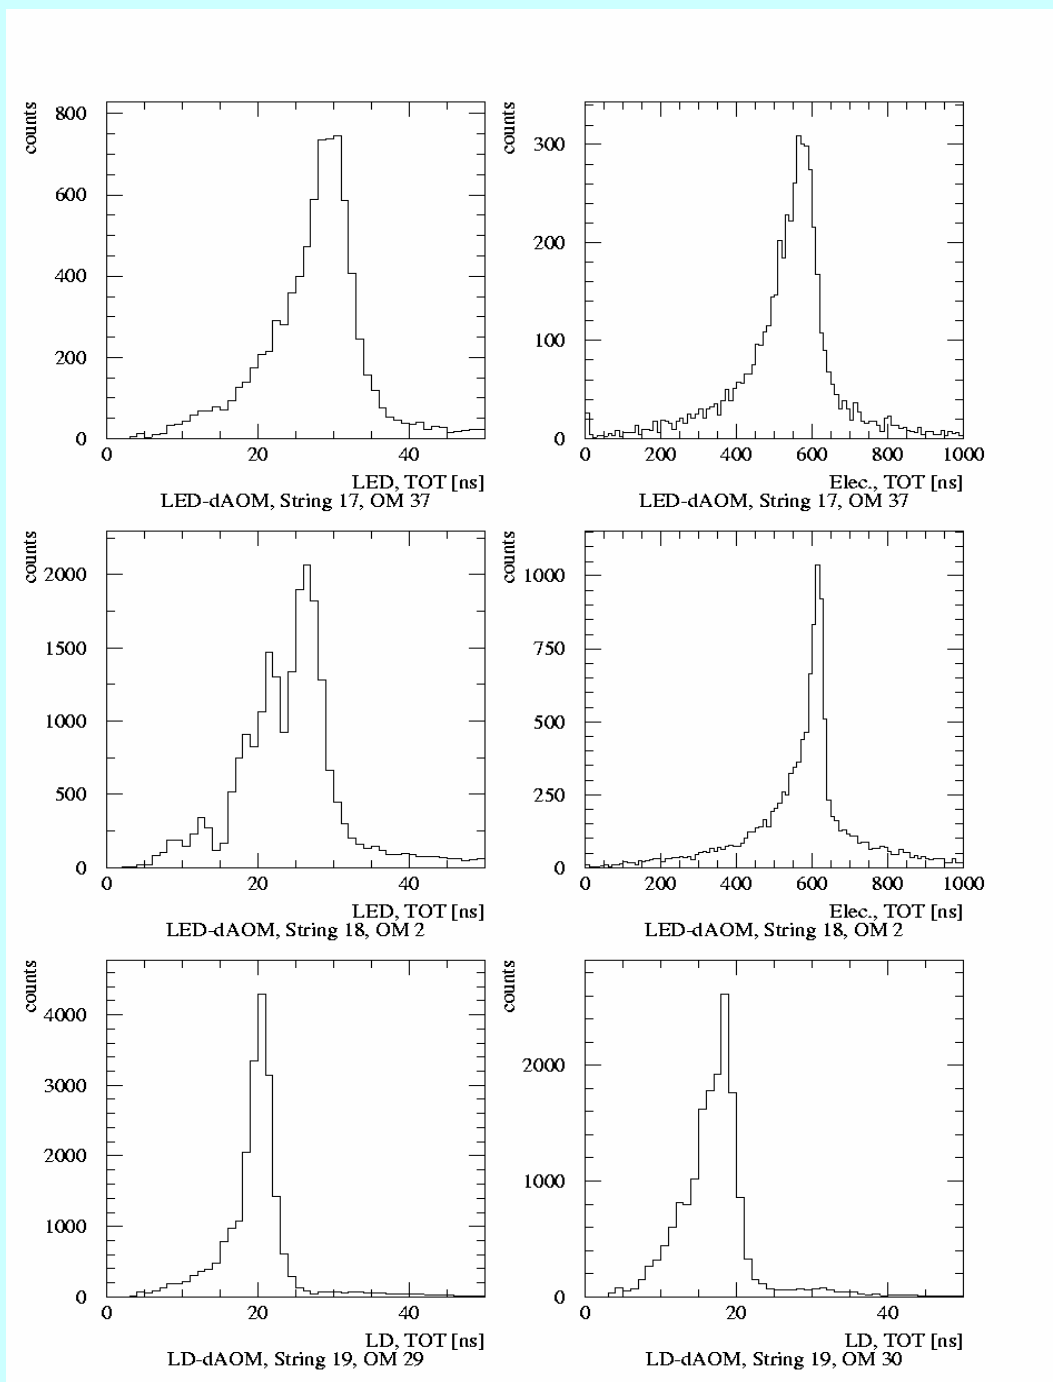 counts
800
600
400
200
0
0 20 40
LED, TOT [ns]
LED-dAOM, String 17, OM 37
counts
300
200
100
0
0 200 400 600 800 1000
Elec., TOT [ns]
LED-dAOM, String 17, OM 37
counts
2000
1500
1000
500
0
0 20 40
LED, TOT [ns]
LED-dAOM, String 18, OM 2
counts
1000
750
500
250
0
0 200 400 600 800 1000
Elec., TOT [ns]
LED-dAOM, String 18, OM 2
counts
4000
3000
2000
1000
0
0 20 40
LD, TOT [ns]
LD-dAOM, String 19, OM 29
counts
2000
1000
0
0 20 40
LD, TOT [ns]
LD-dAOM, String 19, OM 30